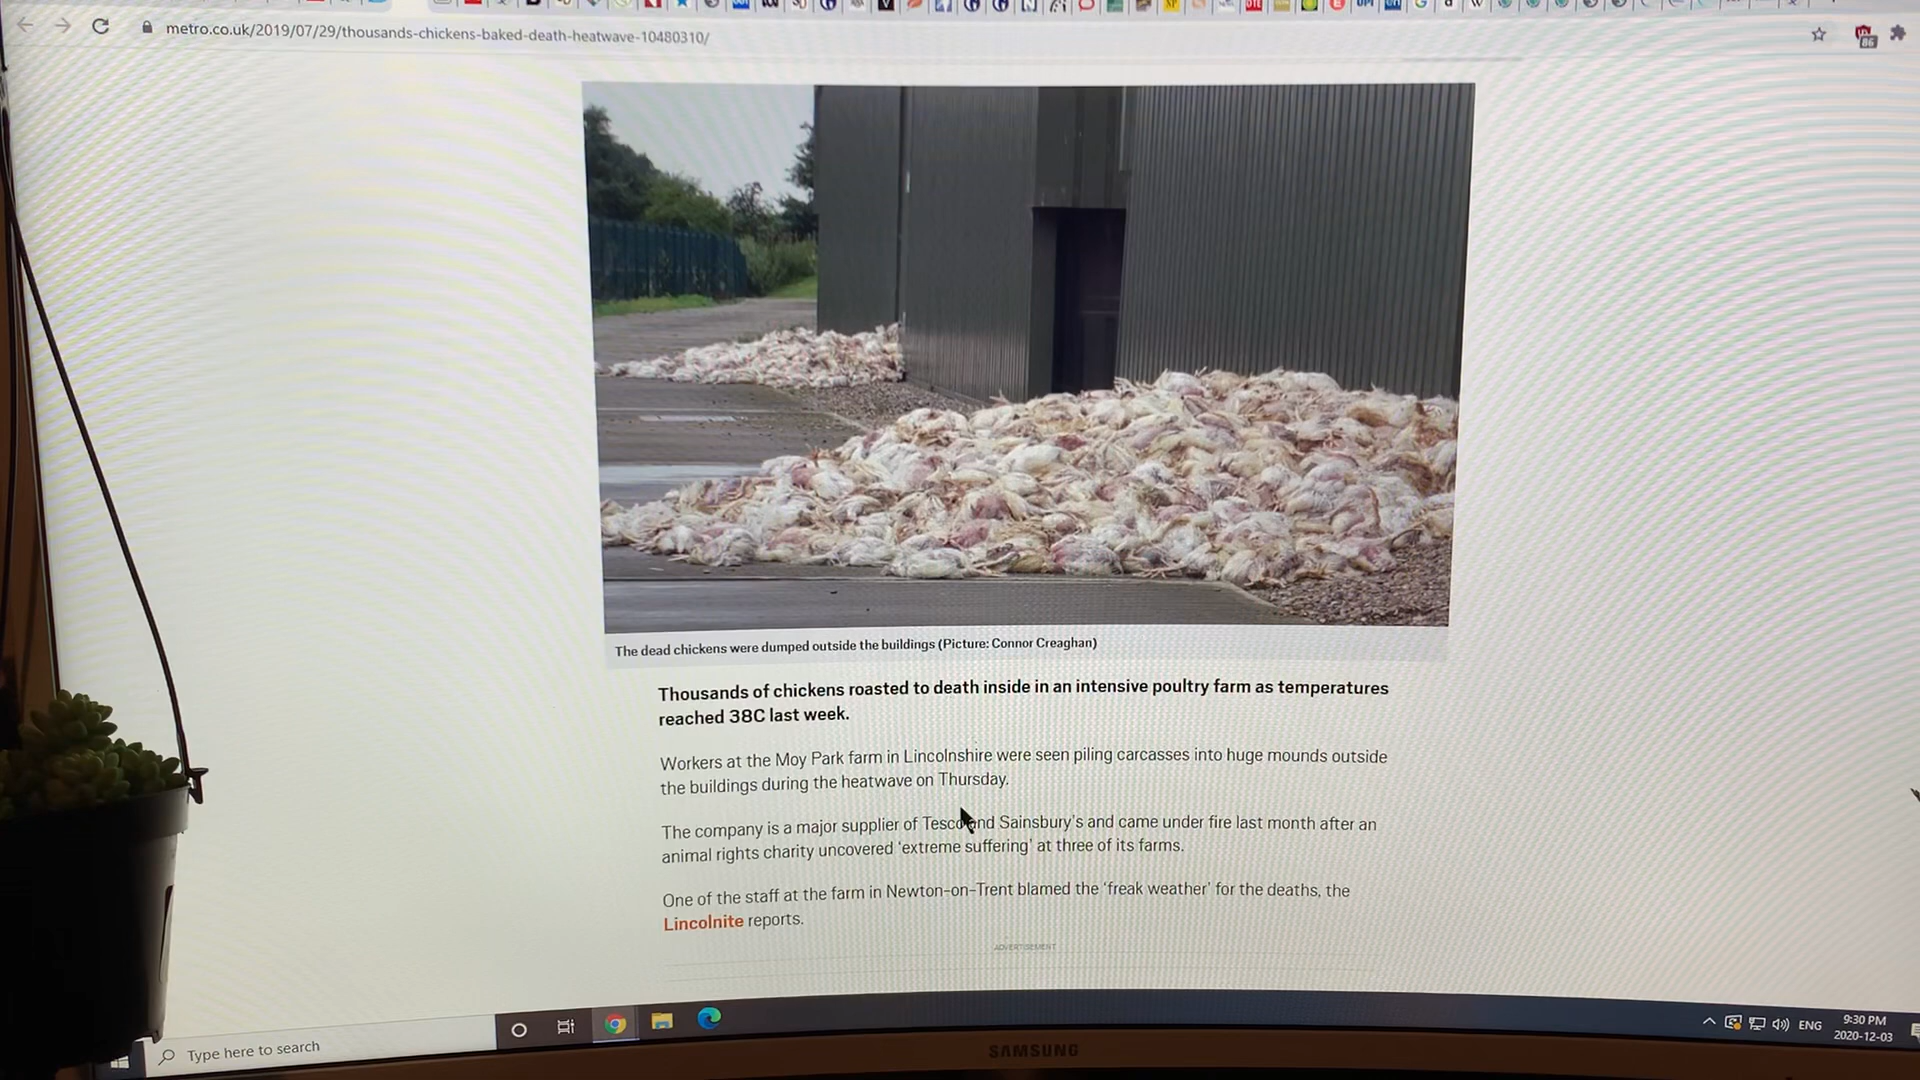 metro.co.uk/2019/07/29/thousands-chickens-baked-death-heatwave-10480310/
86
The dead chickens were dumped outside the buildings (Picture: Connor Creaghan)
Thousands of chickens roasted to death inside in an intensive poultry farm as temperatures
reached 38C last week.
Workers at the Moy Park farm in Lincolnshire were seen piling carcasses into huge mounds outside
the buildings during the heatwave on Thursday.
The company is a major supplier of Tesco and Sainsbury's and came under fire last month after an
animal rights charity uncovered 'extreme suffering' at three of its farms.
One of the staff at the farm in Newton-on-Trent blamed the 'freak weather' for the deaths, the
Lincolnite reports.
ADVERTISEMENT
Type here to search
ENG
9:30 PM
2020-12-03
SAMSUNG